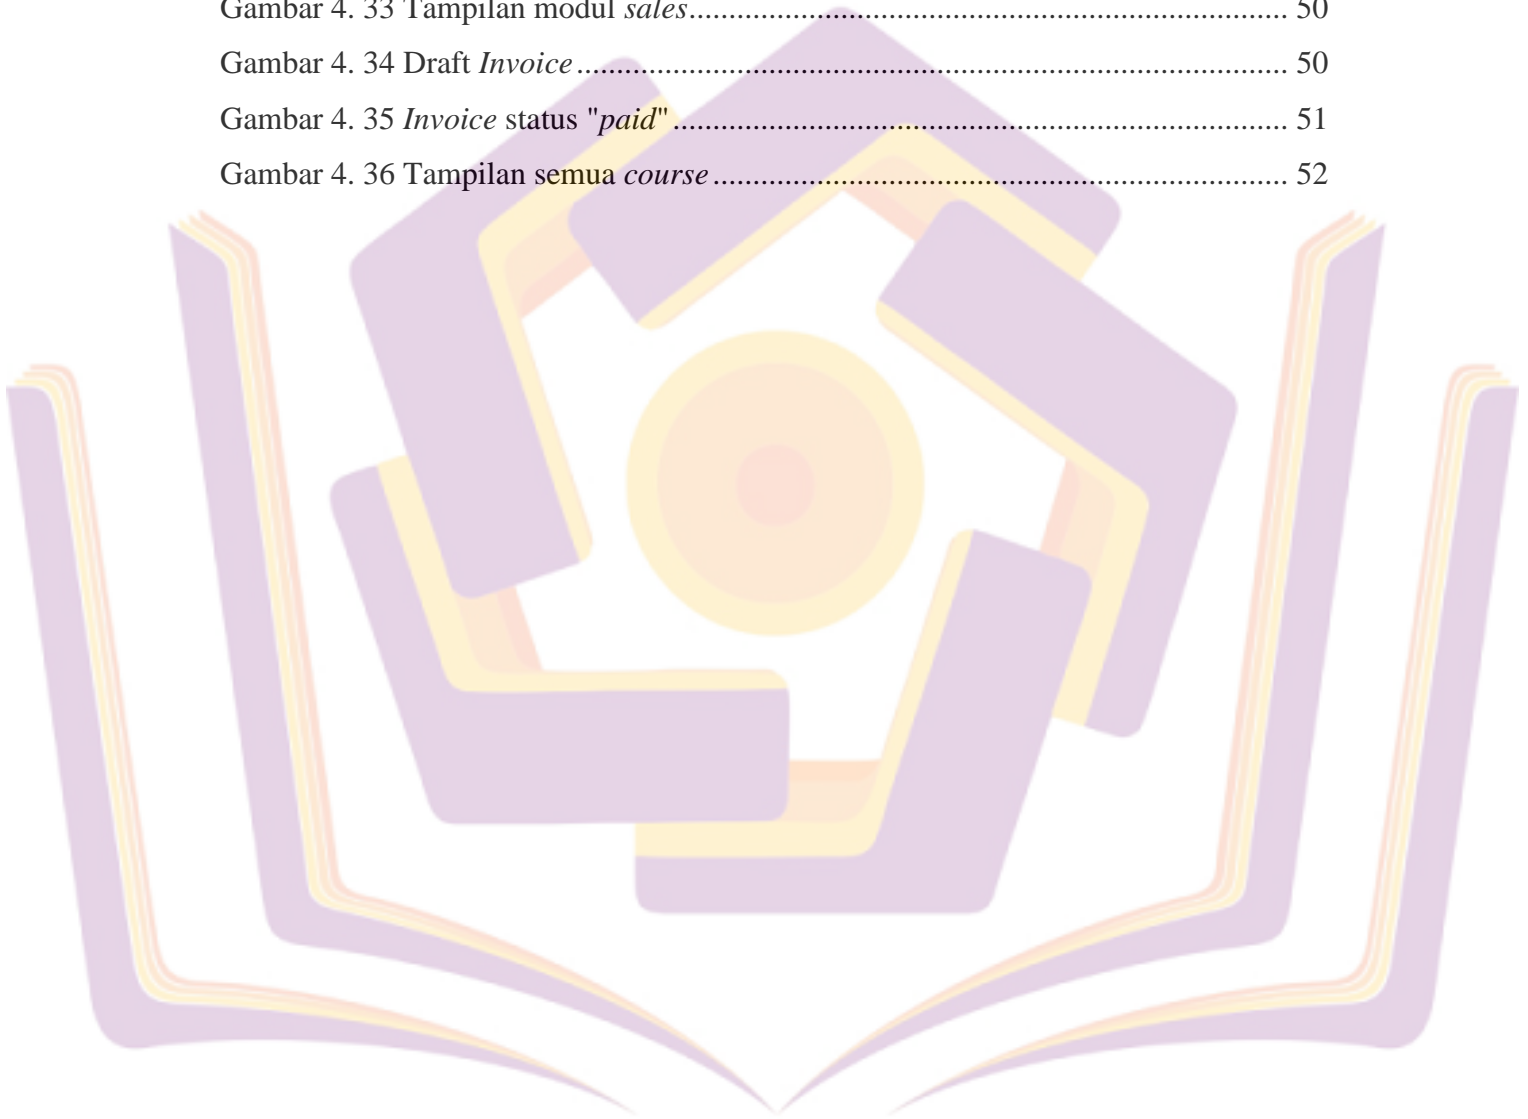 Gambar 4. 33 Tampilan modul sales........................................................................... 50
Gambar 4. 34 Draft Invoice......................................................................................... 50
Gambar 4. 35 Invoice status "paid"............................................................................. 51
Gambar 4. 36 Tampilan semua course........................................................................ 52